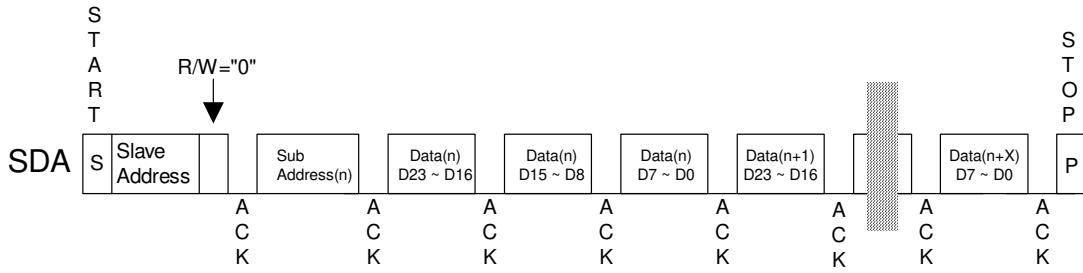 START
STOP
R/W="0"
SDA
S
Slave
Address
Sub
Address(n)
Data(n)
D23 ~ D16
Data(n)
D15 ~ D8
Data(n)
D7 ~ D0
Data(n+1)
D23 ~ D16
Data(n+X)
D7 ~ D0
P
ACK
ACK
ACK
ACK
ACK
ACK
ACK
ACK